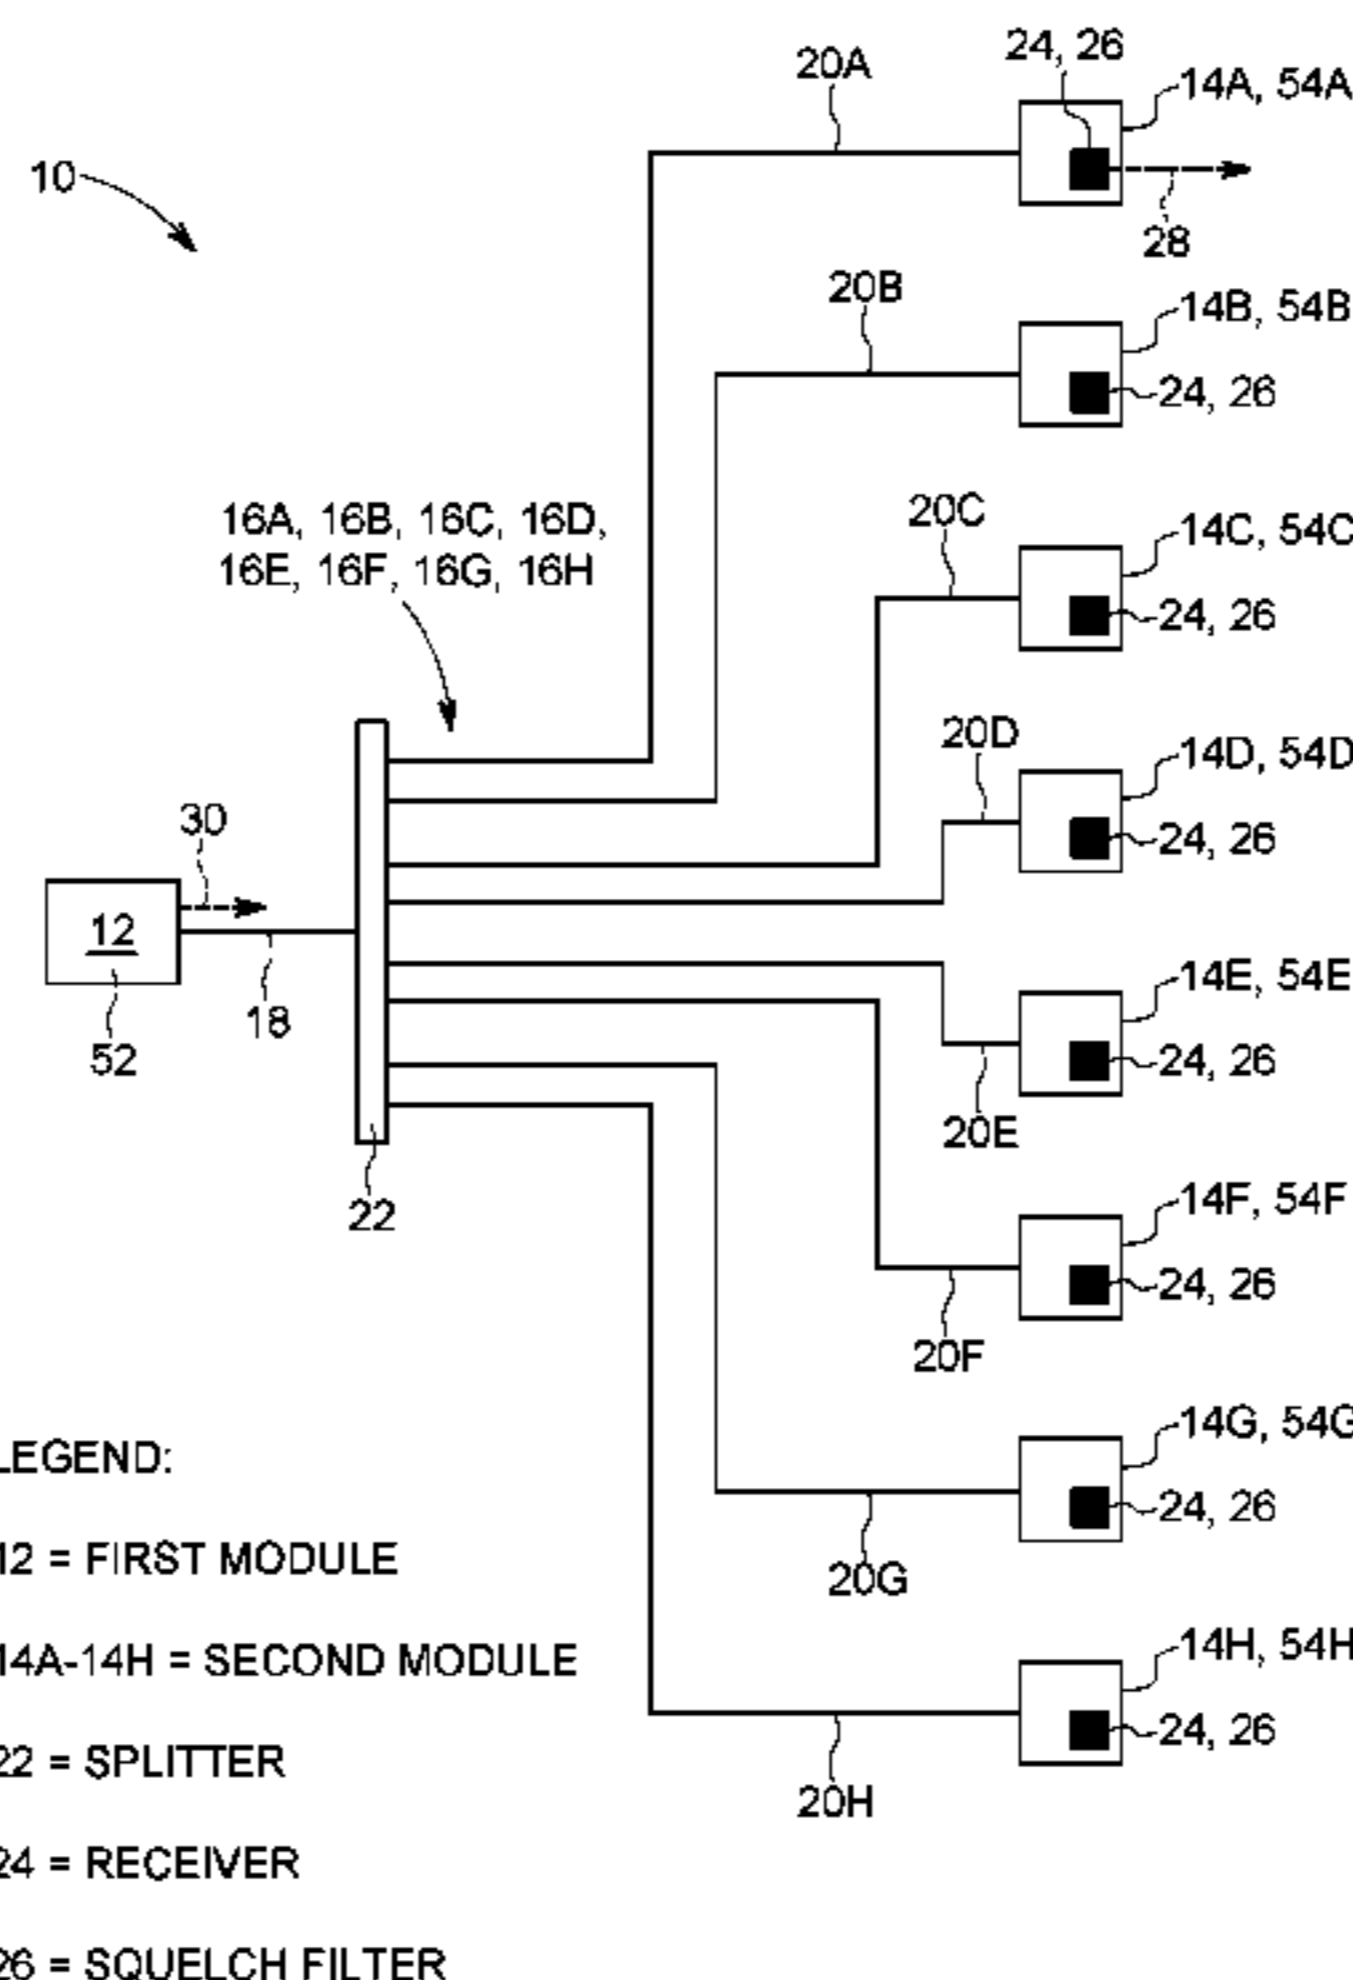 24, 26
20A
14A, 54A
10
28
20B
14B, 54B
24, 26
16A, 16B, 16C, 16D,
16E, 16F, 16G, 16H
20C
14C, 54C
24, 26
20D
14D, 54D
24, 26
30
12
18
52
14E, 54E
24, 26
20E
22
14F, 54F
24, 26
20F
14G, 54G
24, 26
20G
14H, 54H
24, 26
20H
LEGEND:
12 = FIRST MODULE
14A-14H = SECOND MODULE
22 = SPLITTER
24 = RECEIVER
26 = SQUELCH FILTER